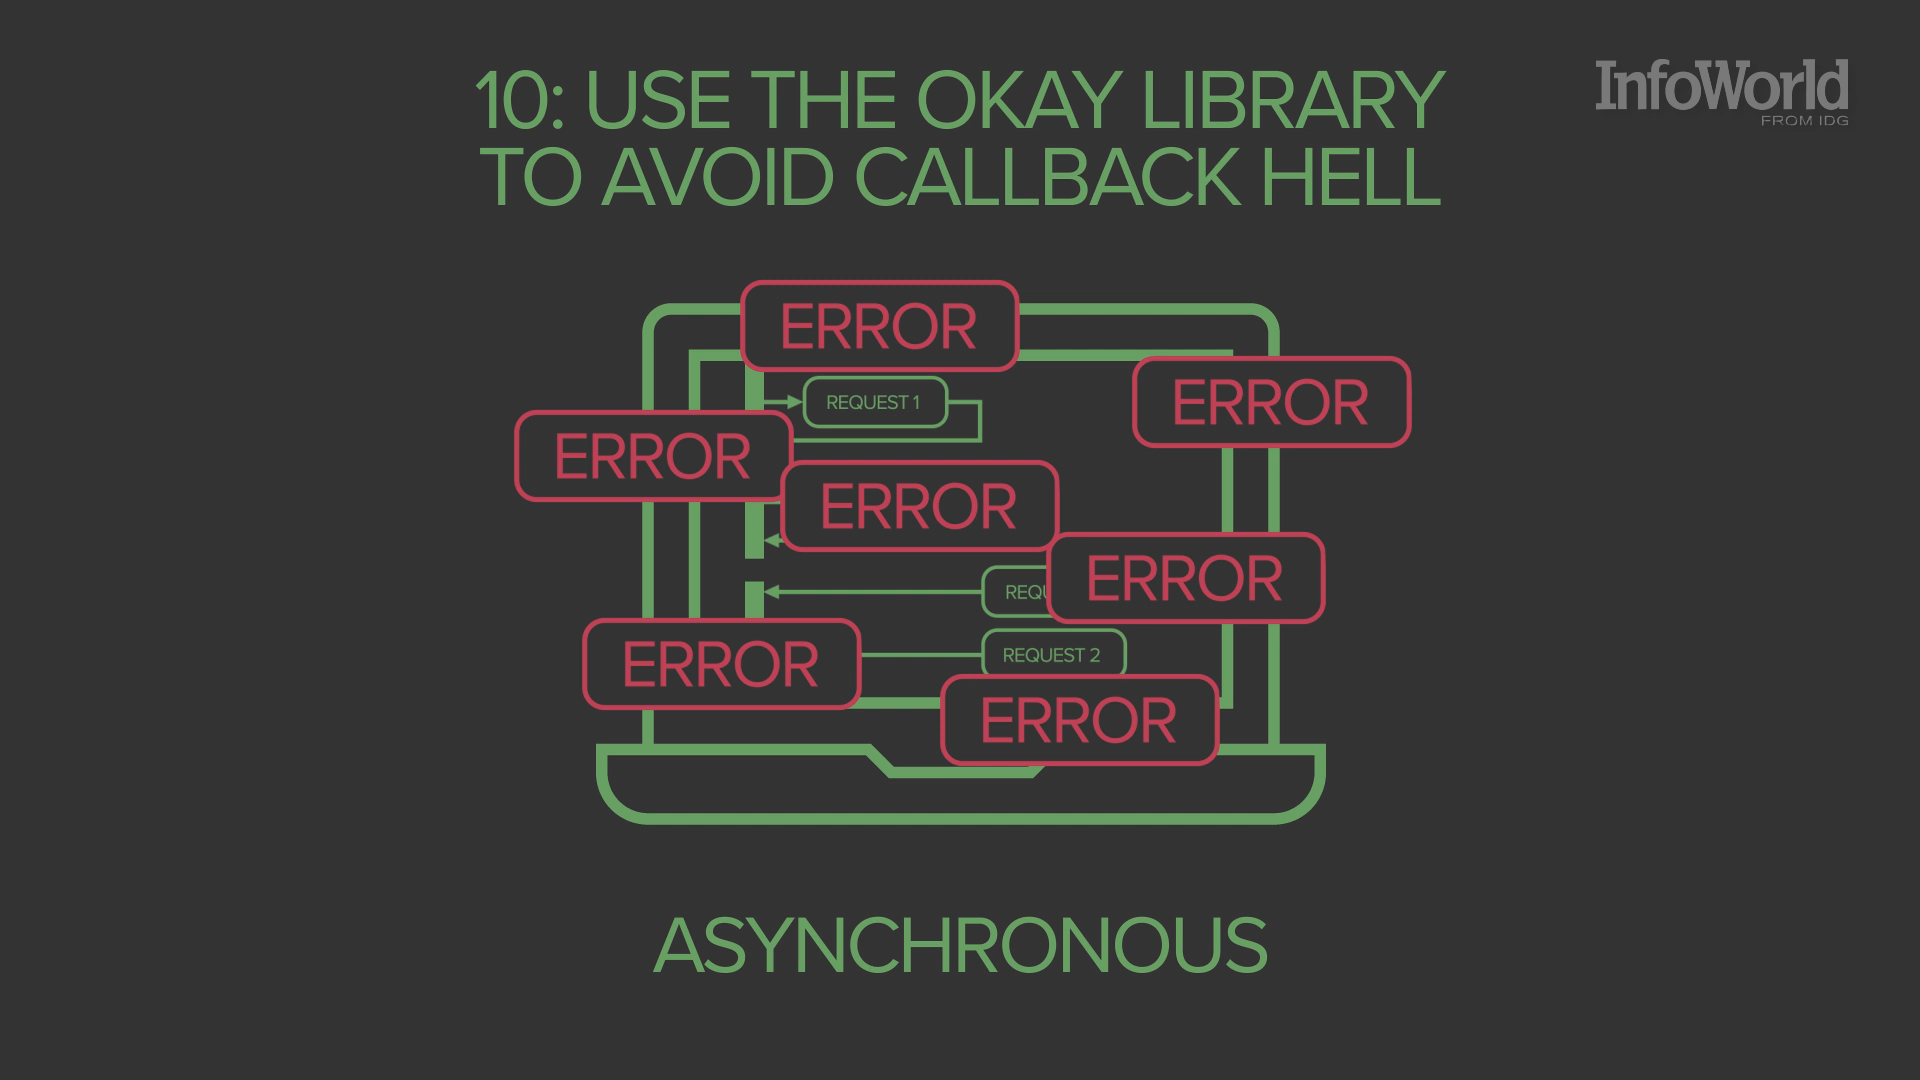 10: USE THE OKAY LIBRARY
TO AVOID CALLBACK HELL
InfoWorld
FROM IDG
ERROR
REQUEST 1
ERROR
ERROR
ERROR
ERROR
ERROR
REQUEST 2
ERROR
ASYNCHRONOUS